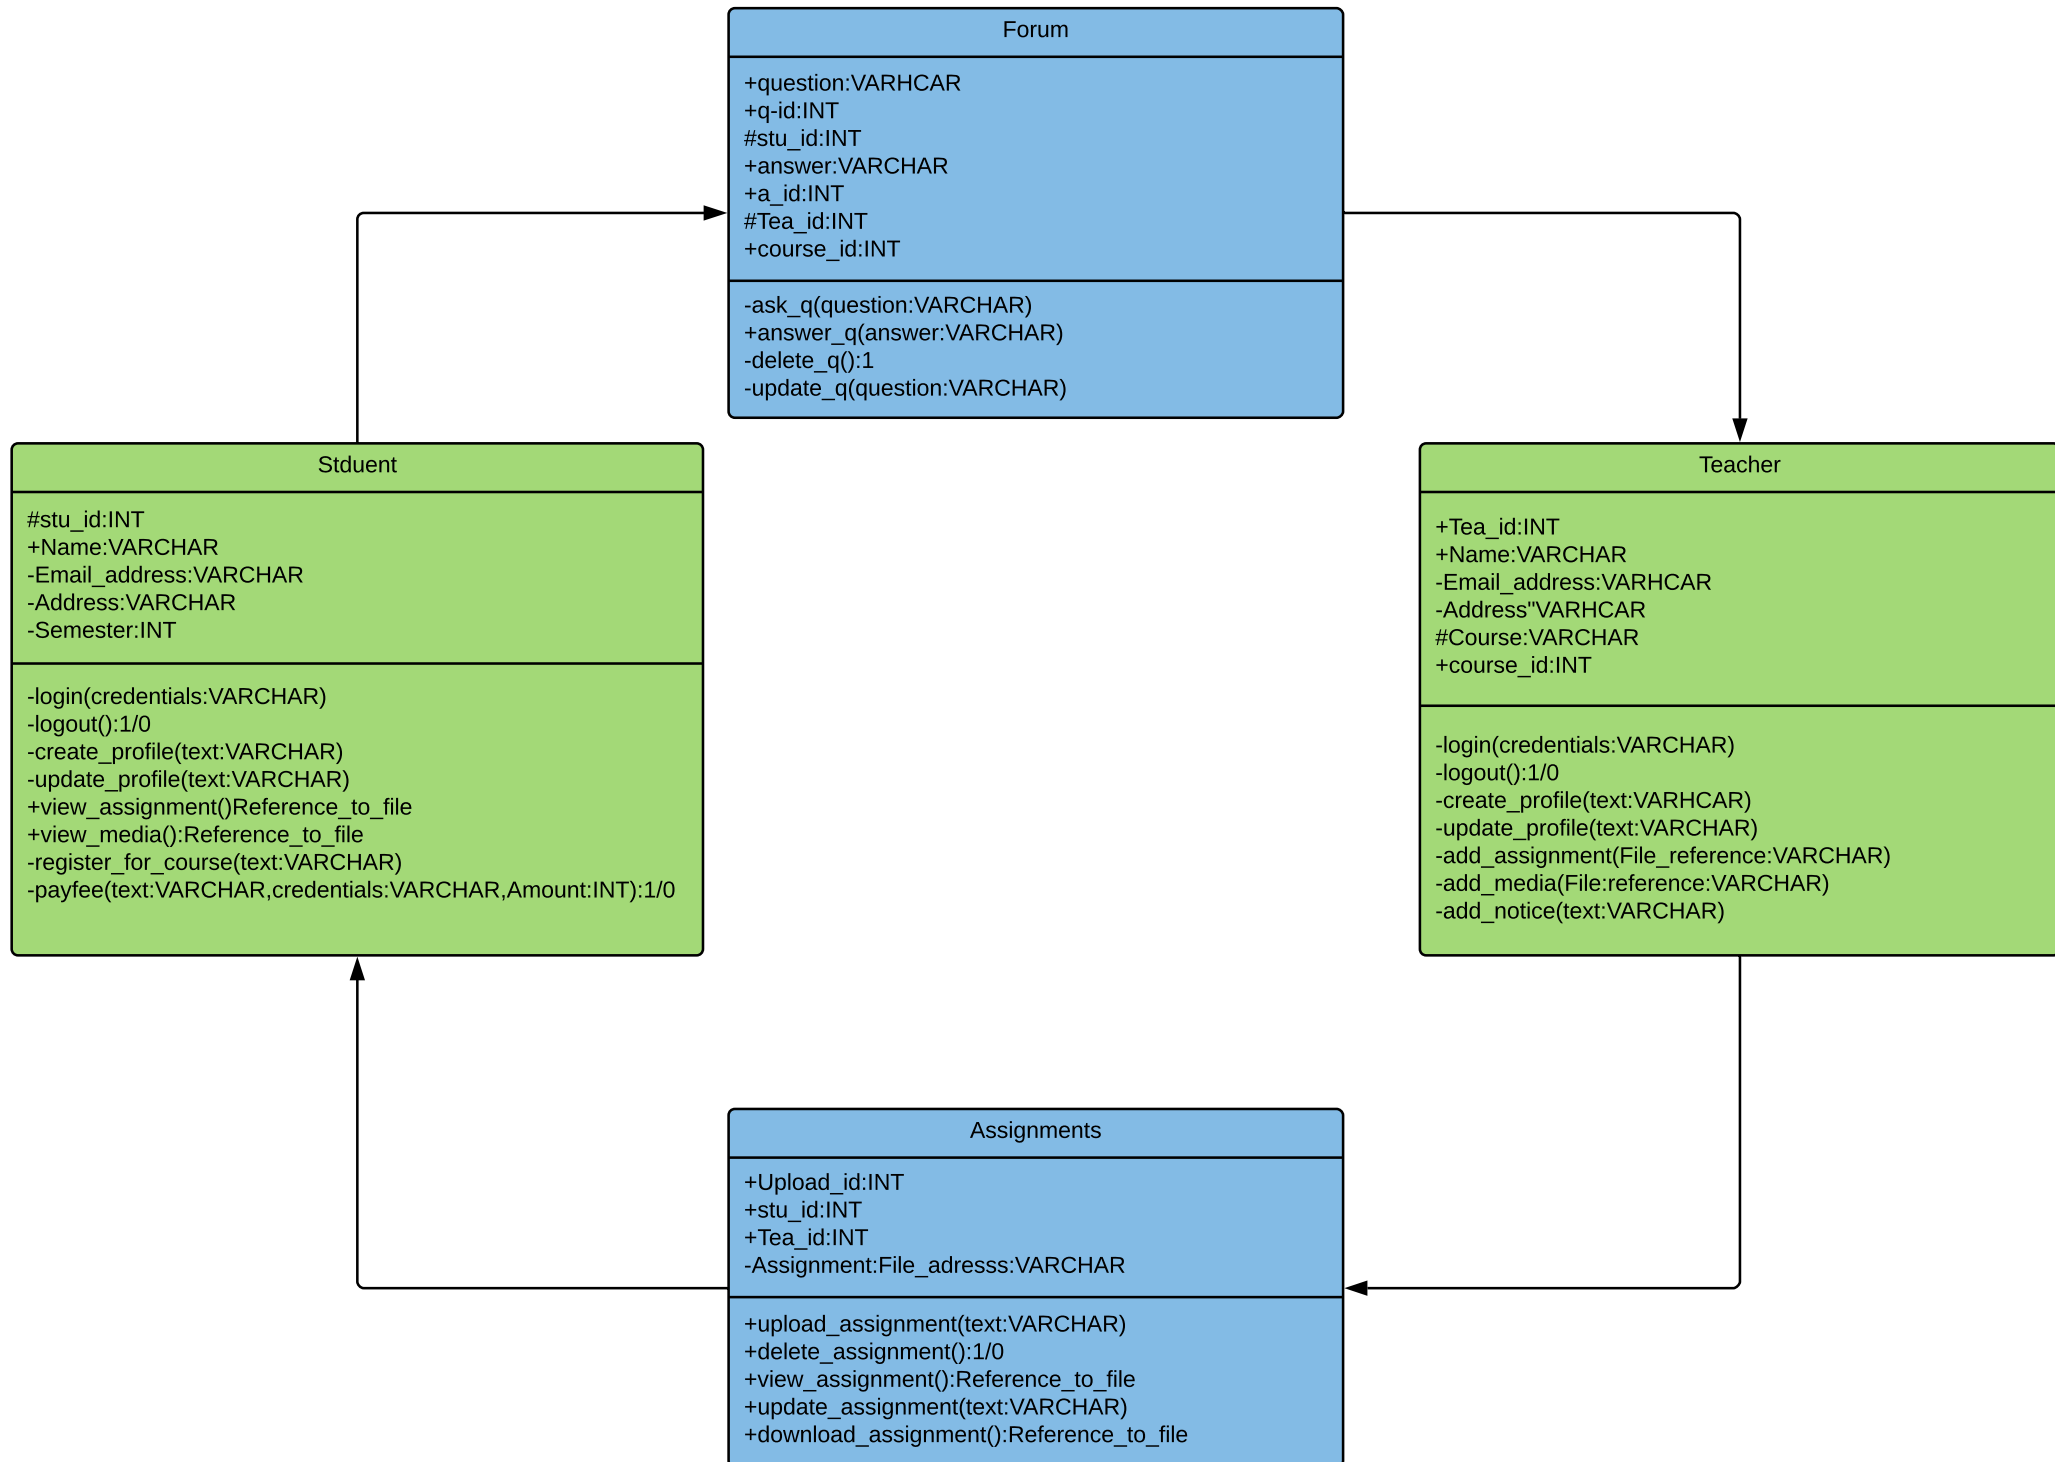 Forum
+question:VARHCAR
+q-id:INT
#stu_id:INT
+answer:VARCHAR
+a_id:INT
#Tea_id:INT
+course_id:INT
-ask_q(question:VARCHAR)
+answer_q(answer:VARCHAR)
-delete_q():1
-update_q(question:VARCHAR)
Stduent
#stu_id:INT
+Name:VARCHAR
-Email_address:VARCHAR
-Address:VARCHAR
-Semester:INT
-login(credentials:VARCHAR)
-logout():1/0
-create_profile(text:VARCHAR)
-update_profile(text:VARCHAR)
+view_assignment()Reference_to_file
+view_media():Reference_to_file
-register_for_course(text:VARCHAR)
-payfee(text:VARCHAR,credentials:VARCHAR,Amount:INT):1/0
Teacher
+Tea_id:INT
+Name:VARCHAR
-Email_address:VARHCAR
-Address"VARHCAR
#Course:VARCHAR
+course_id:INT
-login(credentials:VARCHAR)
-logout():1/0
-create_profile(text:VARHCAR)
-update_profile(text:VARCHAR)
-add_assignment(File_reference:VARCHAR)
-add_media(File:reference:VARCHAR)
-add_notice(text:VARCHAR)
Assignments
+Upload_id:INT
+stu_id:INT
+Tea_id:INT
-Assignment:File_adresss:VARCHAR
+upload_assignment(text:VARCHAR)
+delete_assignment():1/0
+view_assignment():Reference_to_file
+update_assignment(text:VARCHAR)
+download_assignment():Reference_to_file